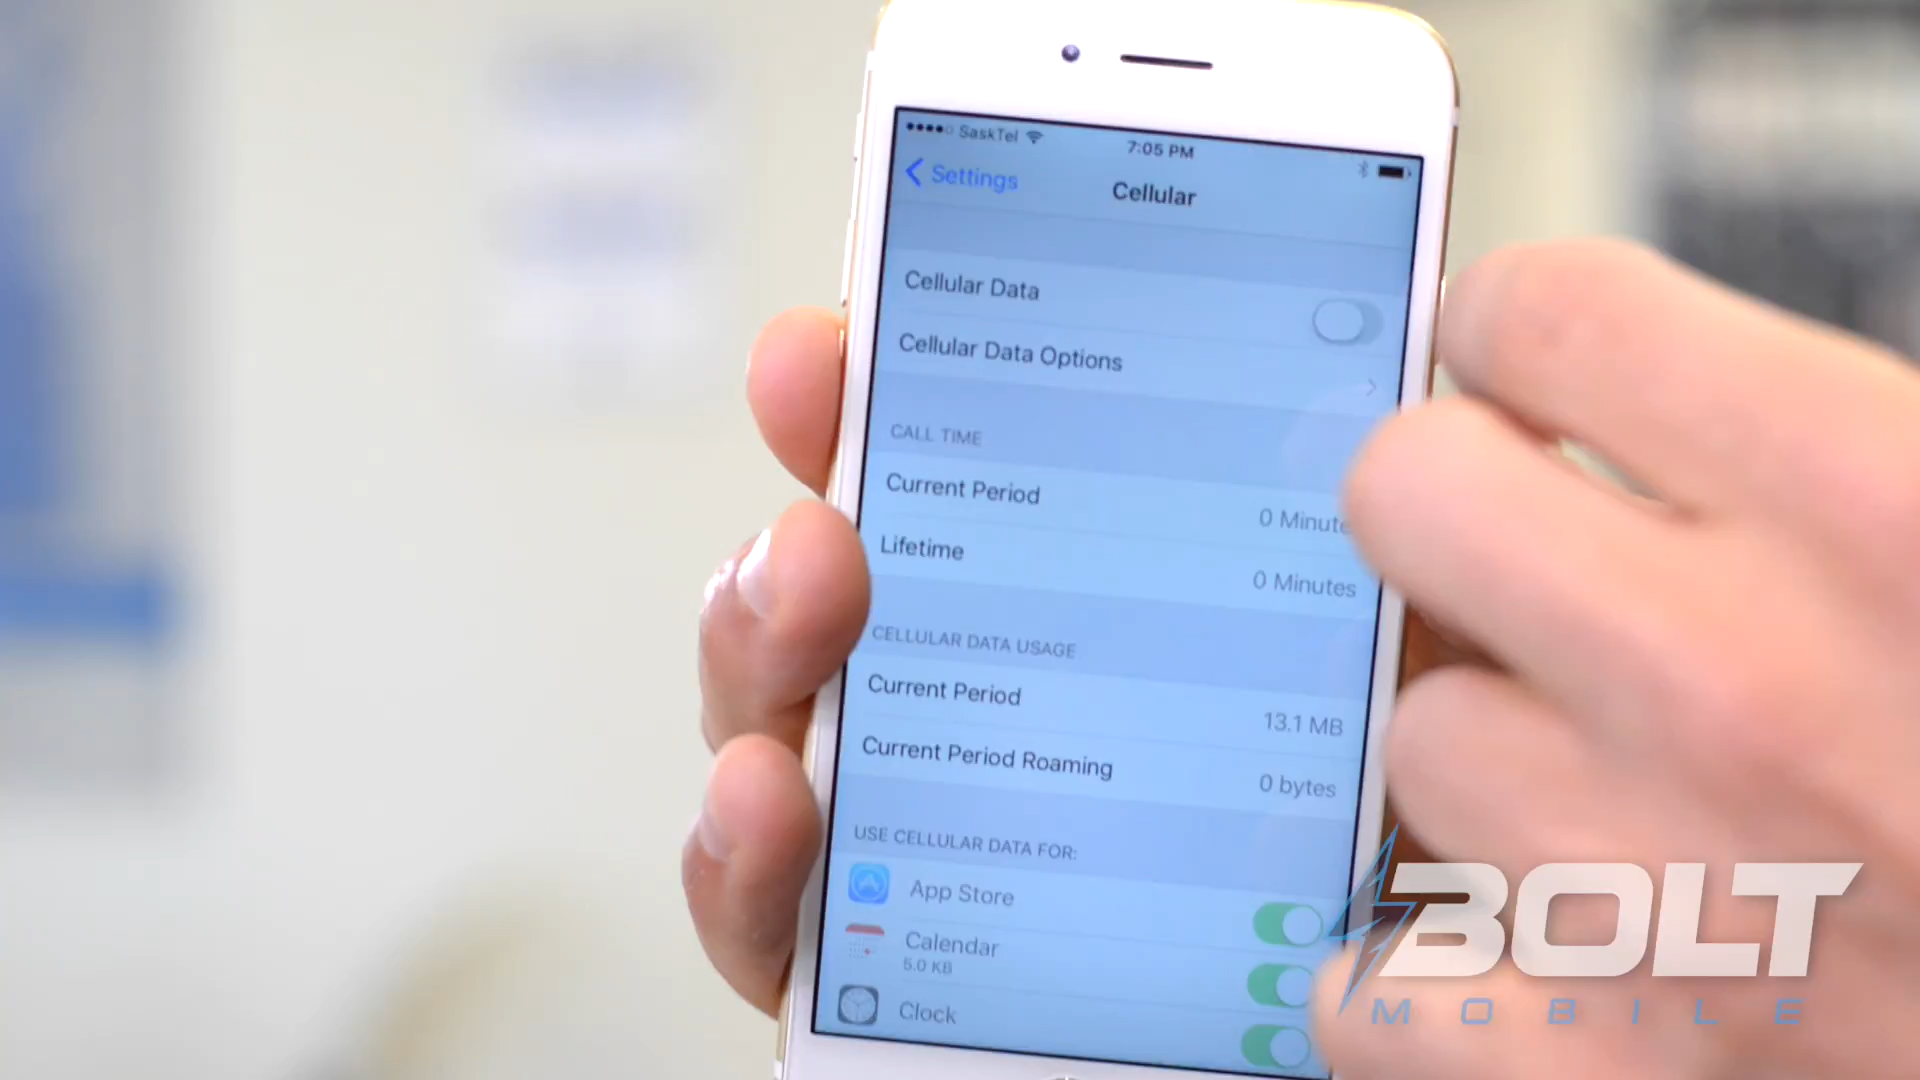 SaskTel
7:05 PM
Settings
Cellular
Cellular Data
Cellular Data Options
CALL TIME
Current Period
0 Minute
Lifetime
0 Minutes
CELLULAR DATA USAGE
Current Period
13.1 MB
Current Period Roaming
0 bytes
USE CELLULAR DATA FOR:
App Store
Calendar
5.0 KB
Clock
BOLT
MOBILE